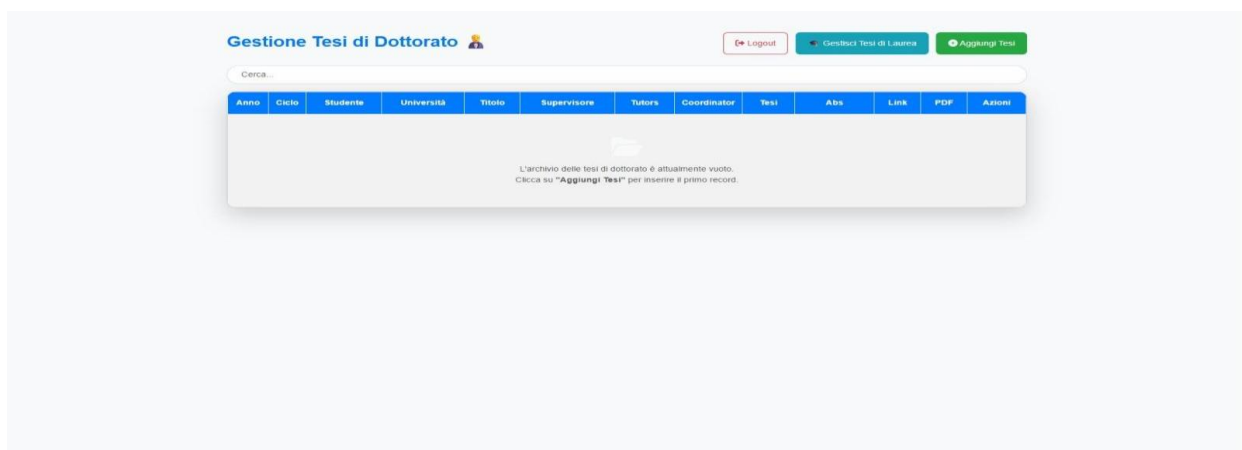 Gestione Tesi di Dottorato
Logout
Gestisci Tesi di Laurea
Aggiungi Tesi
Cerca...
Anno Ciclo Studente Università Titolo Supervisore Tutors Coordinator Tesi Abs Link PDF Azioni
L'archivio delle tesi di dottorato è attualmente vuoto.
Clicca su "Aggiungi Tesi" per inserire il primo record.